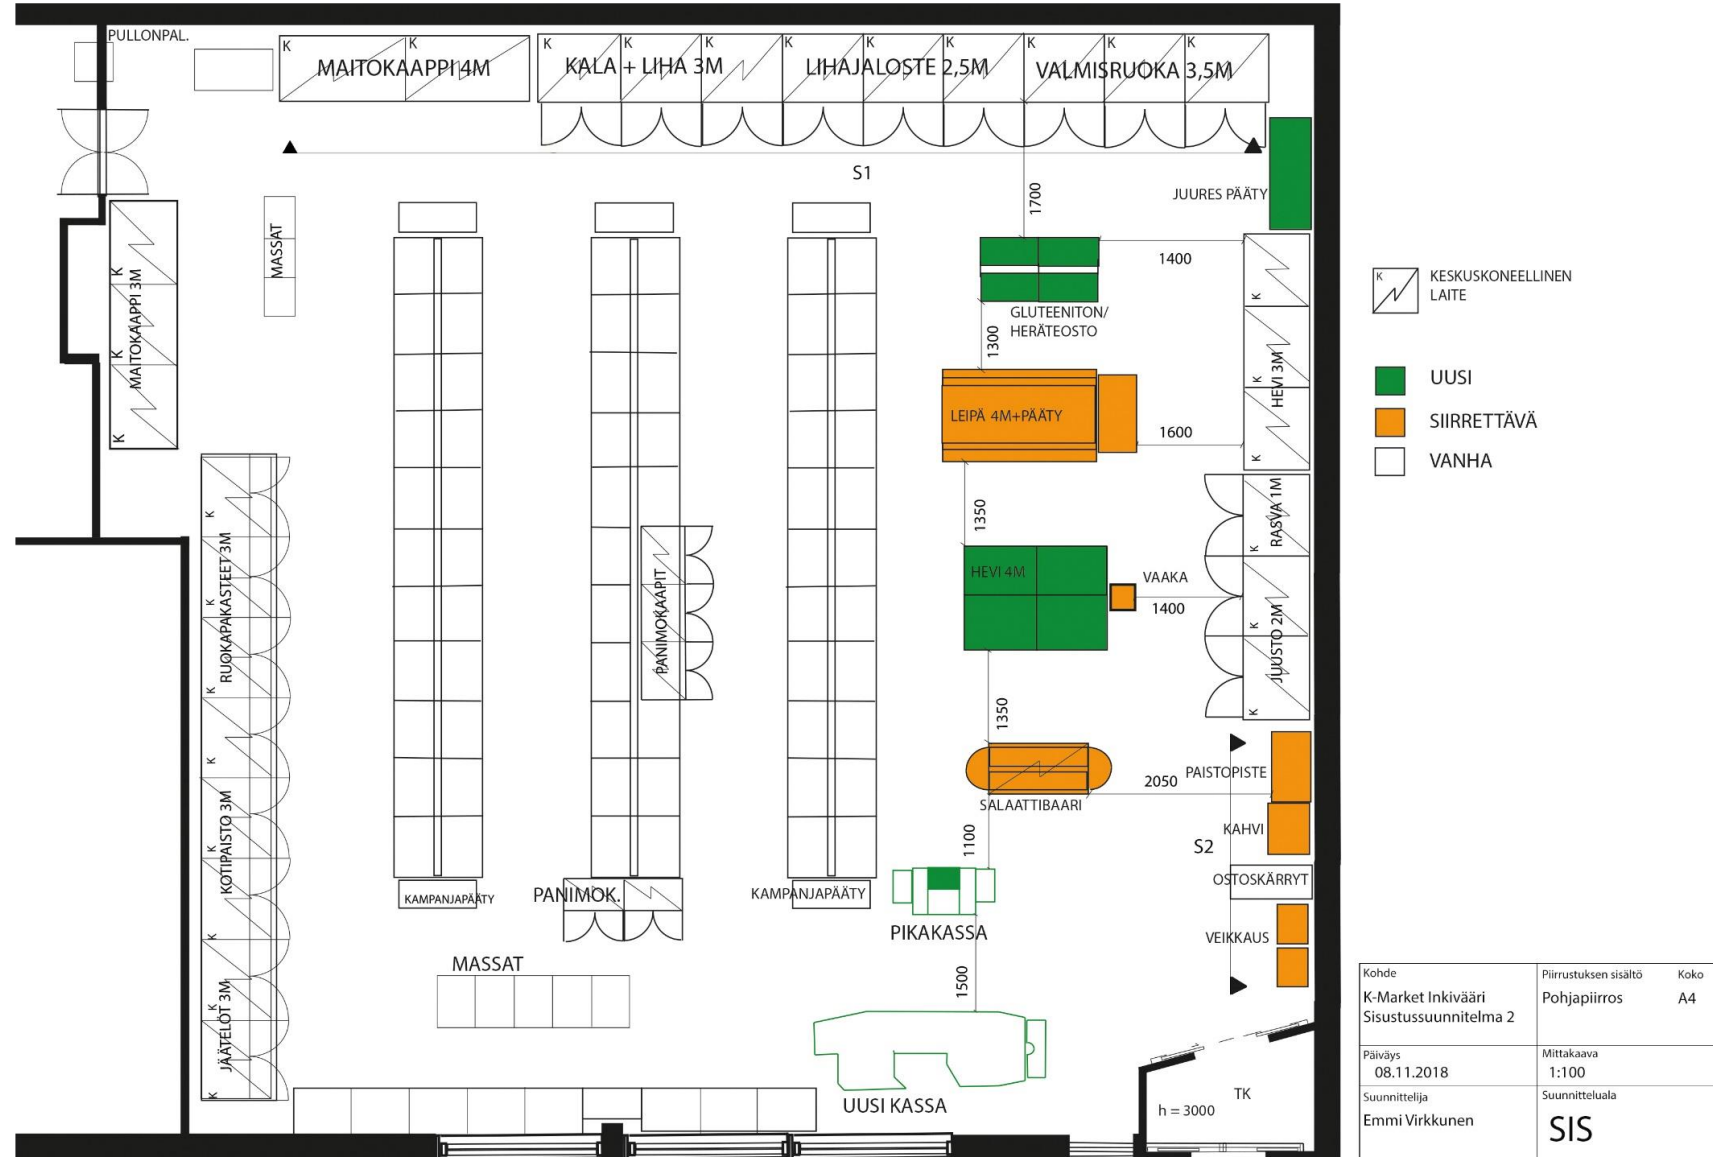 PULLONPAL.
K
K
MAITOKAAPPI 4M
K
K
K
K
K
K
K
K
K
KALA + LIHA 3M
LIHAJALOSTE 2,5M
VALMISRUOKA 3,5M
S1
JUURES PÄÄTY
1700
MASSAT
K
K
K
MAITOKAAPPI 3M
1400
GLUTEENITON/
HERÄTEOSTO
1300
K
K
K
HEVI 3M
LEIPÄ 4M+PÄÄTY
1600
1350
K
RASVA 1M
HEVI 4M
VAAKA
1400
K
K
JUUSTO 2M
PANIMOKAAPIT
K
K
K
RUOKAPAKASTEET 3M
1350
PAISTOPISTE
2050
SALAATTIBAARI
KAHVI
S2
1100
K
K
K
KOTIPAISTO 3M
OSTOSKÄRRYT
KAMPANJAPÄÄTY
PANIMOK.
KAMPANJAPÄÄTY
PIKAKASSA
VEIKKAUS
MASSAT
1500
K
K
JÄÄTELÖT 3M
UUSI KASSA
TK
h = 3000
K
KESKUSKONEELLINEN
LAITE
UUSI
SIIRRETTÄVÄ
VANHA
Kohde
K-Market Inkivääri
Sisustussuunnitelma 2
Piirrustuksen sisältö
Koko
Pohjapiirros
A4
Päiväys
08.11.2018
Mittakaava
1:100
Suunnittelija
Emmi Virkkunen
Suunnitteluala
SIS